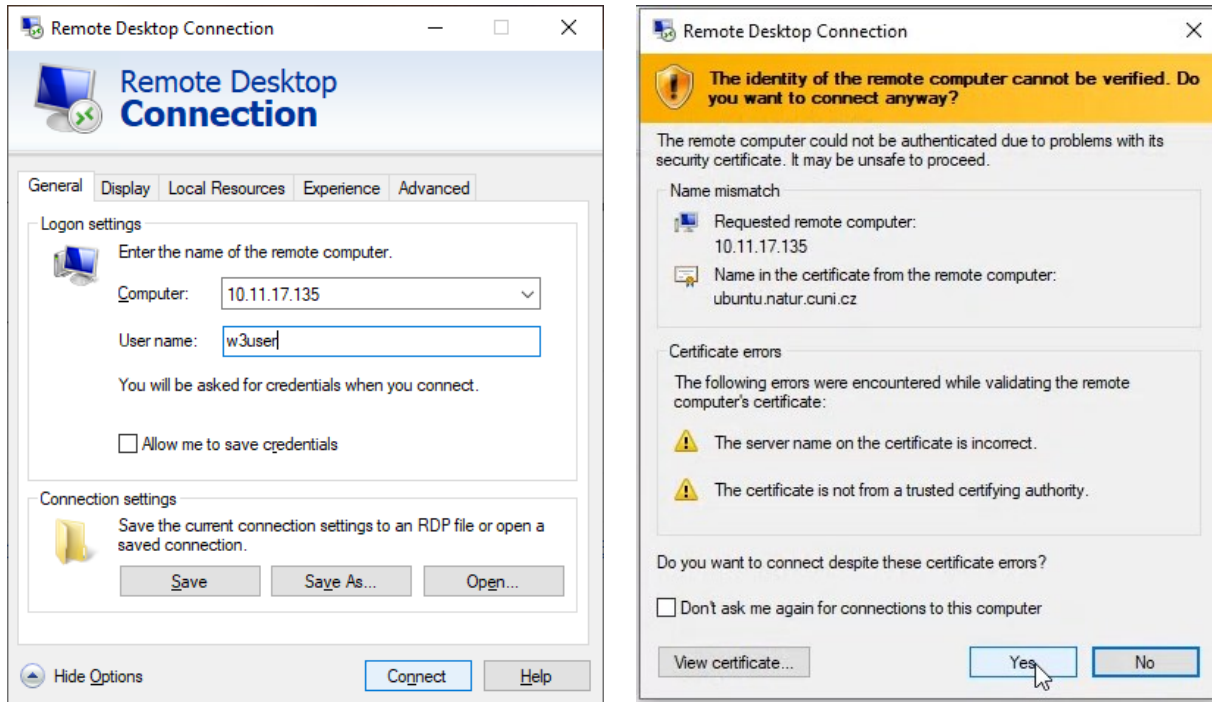 Remote Desktop Connection
Remote Desktop
Connection
General Display Local Resources Experience Advanced
Logon settings
Enter the name of the remote computer.
Computer: 10.11.17.135
User name: w3user
You will be asked for credentials when you connect.
Allow me to save credentials
Connection settings
Save the current connection settings to an RDP file or open a
saved connection.
Save Save As... Open...
Hide Options Connect Help
Remote Desktop Connection
The identity of the remote computer cannot be verified. Do
you want to connect anyway?
The remote computer could not be authenticated due to problems with its
security certificate. It may be unsafe to proceed.
Name mismatch
Requested remote computer:
10.11.17.135
Name in the certificate from the remote computer:
ubuntu.natur.cuni.cz
Certificate errors
The following errors were encountered while validating the remote
computer's certificate:
The server name on the certificate is incorrect.
The certificate is not from a trusted certifying authority.
Do you want to connect despite these certificate errors?
Don't ask me again for connections to this computer
View certificate... Yes No